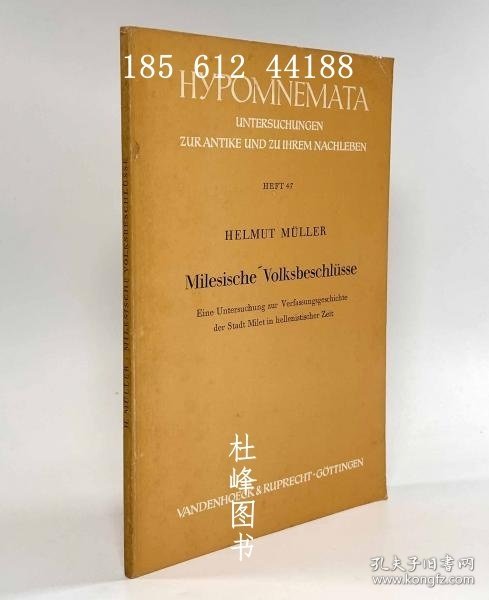 185 612 44188
HYPOMNEMATA
UNTERSUCHUNGEN
ZUR ANTIKE UND ZU IHREM NACHLEBEN
HEFT 47
HELMUT MÜLLER
Milesische Volksbeschlüsse
Eine Untersuchung zur Verfassungsgeschichte
der Stadt Milet in hellenistischer Zeit
VANDENHOECK & RUPRECHT · GÖTTINGEN
H. MÜLLER · MILESISCHE VOLKSBESCHLÜSSE
杜峰图书
孔夫子旧书网
www.kongfz.com